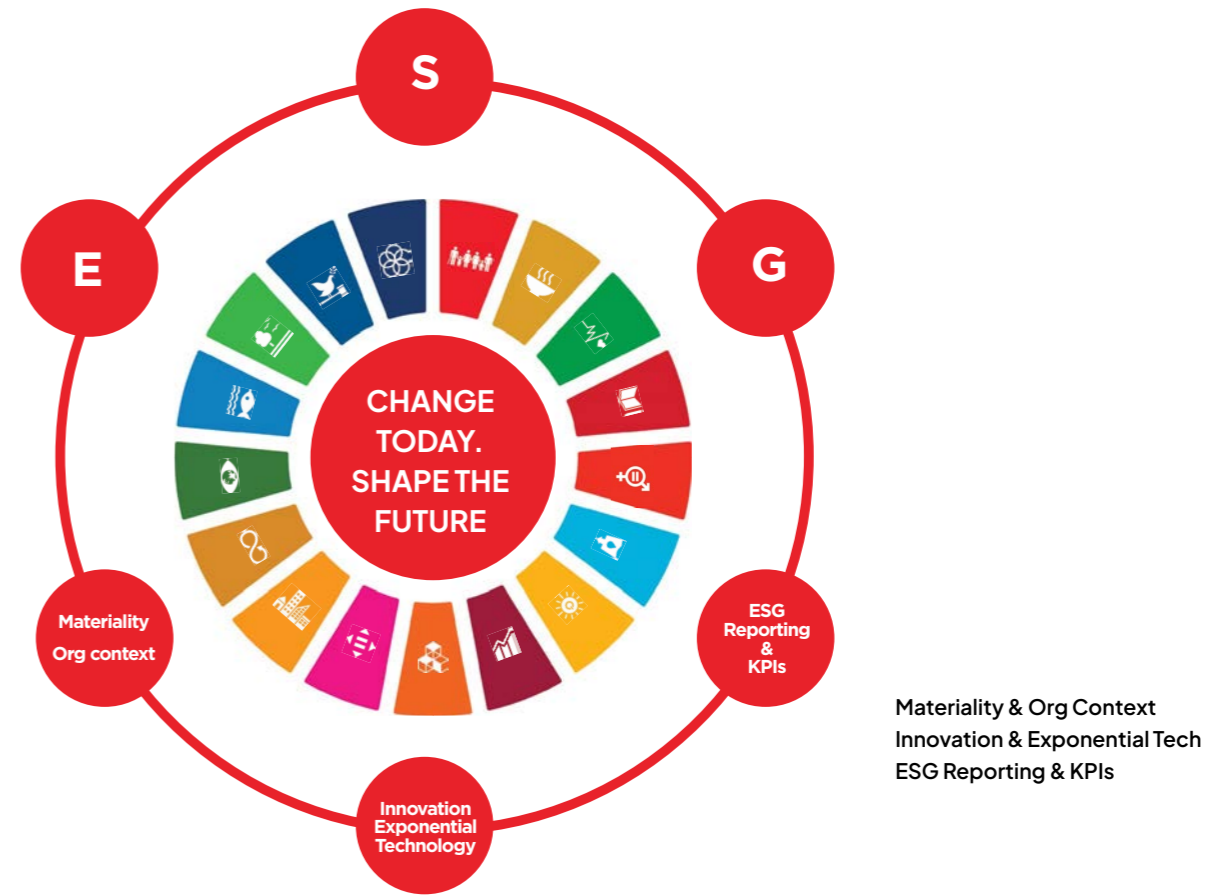 S
E
G
CHANGE
TODAY.
SHAPE THE
FUTURE
Materiality
Org context
ESG
Reporting
&
KPIs
Innovation
Exponential
Technology
Materiality & Org Context
Innovation & Exponential Tech
ESG Reporting & KPIs